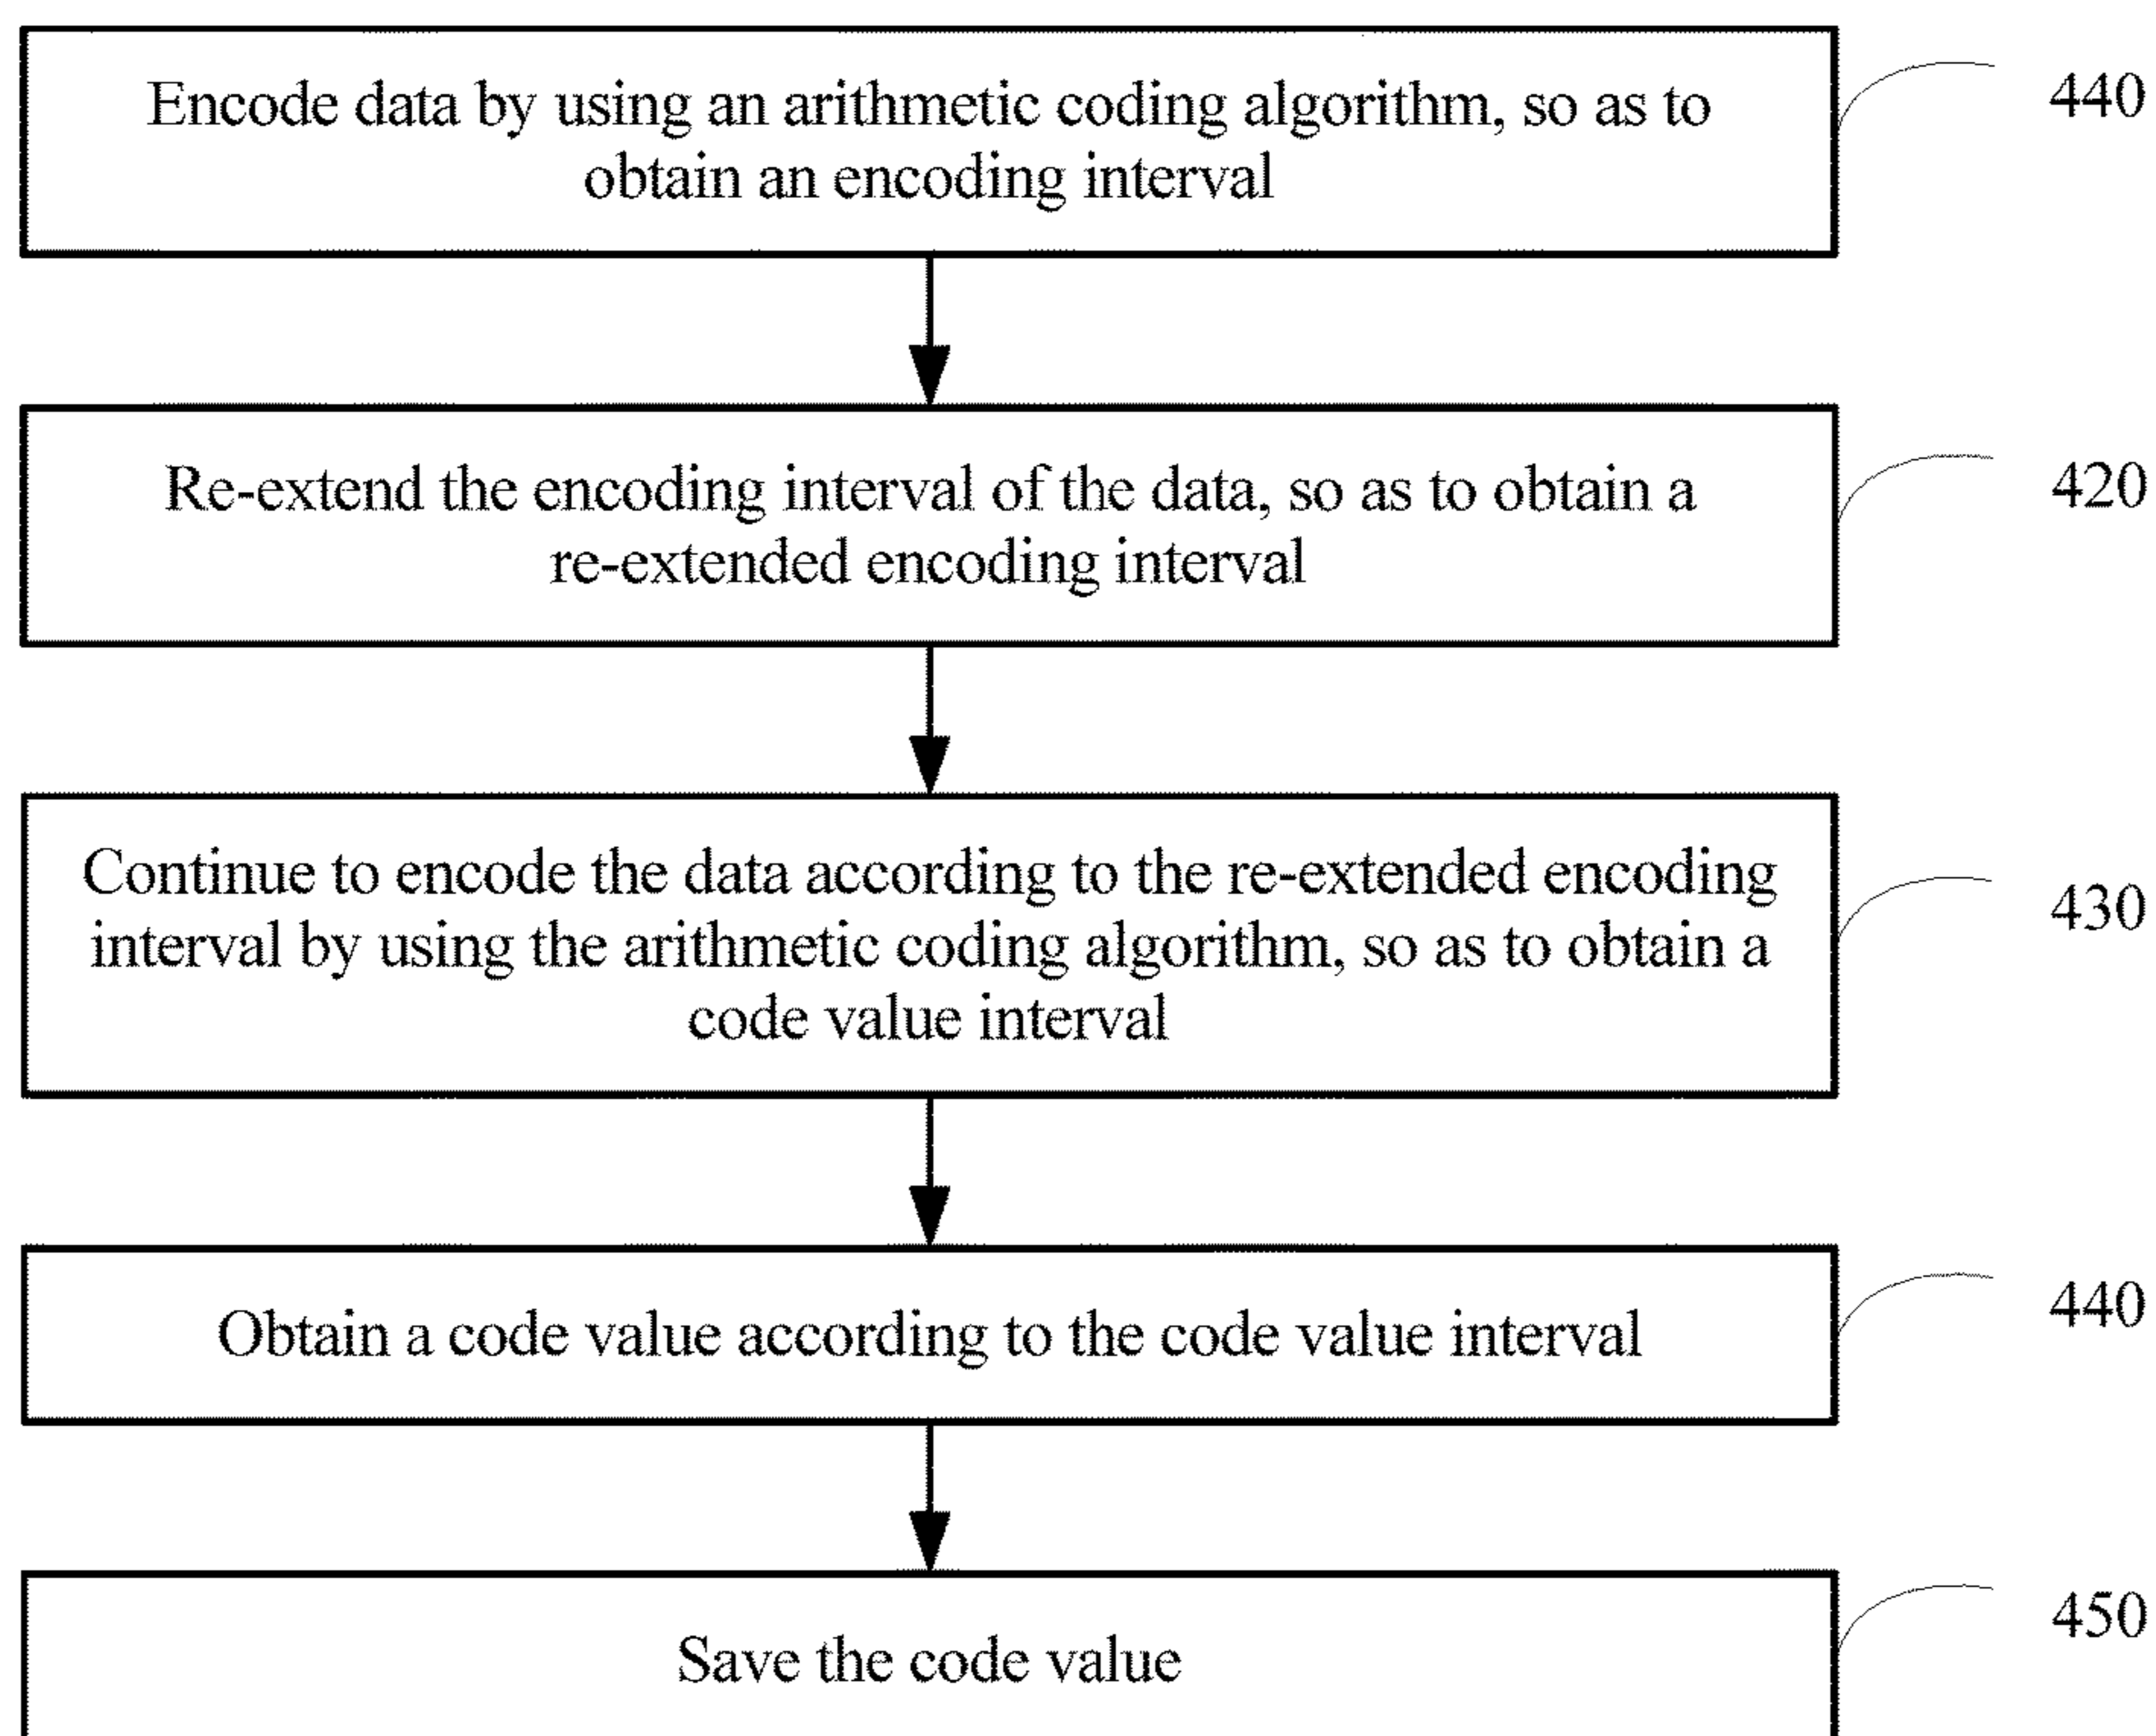 Encode data by using an arithmetic coding algorithm, so as to
obtain an encoding interval
440
Re-extend the encoding interval of the data, so as to obtain a
re-extended encoding interval
420
Continue to encode the data according to the re-extended encoding
interval by using the arithmetic coding algorithm, so as to obtain a
code value interval
430
Obtain a code value according to the code value interval
440
Save the code value
450